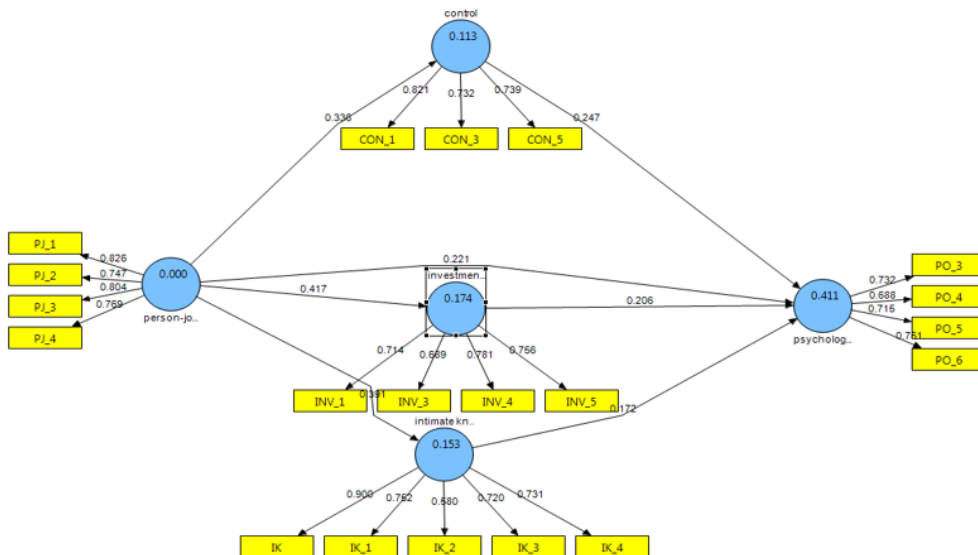 control
0.113
0.821
0.732
0.739
0.336
0.247
CON_1
CON_3
CON_5
PJ_1
PJ_2
PJ_3
PJ_4
0.826
0.747
0.804
0.769
0.000
person-jo..
0.221
0.417
investmen..
0.174
0.206
0.411
psycholog..
0.732
0.688
0.715
0.751
PO_3
PO_4
PO_5
PO_6
0.714
0.689
0.781
0.756
INV_1
INV_3
INV_4
INV_5
0.391
0.172
intimate kn..
0.153
0.900
0.752
0.680
0.720
0.731
IK
IK_1
IK_2
IK_3
IK_4